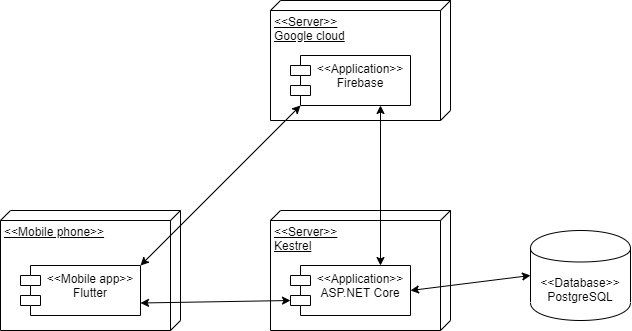 <<Server>>
Google cloud
<<Application>>
Firebase
<<Mobile phone>>
<<Mobile app>>
Flutter
<<Server>>
Kestrel
<<Application>>
ASP.NET Core
<<Database>>
PostgreSQL